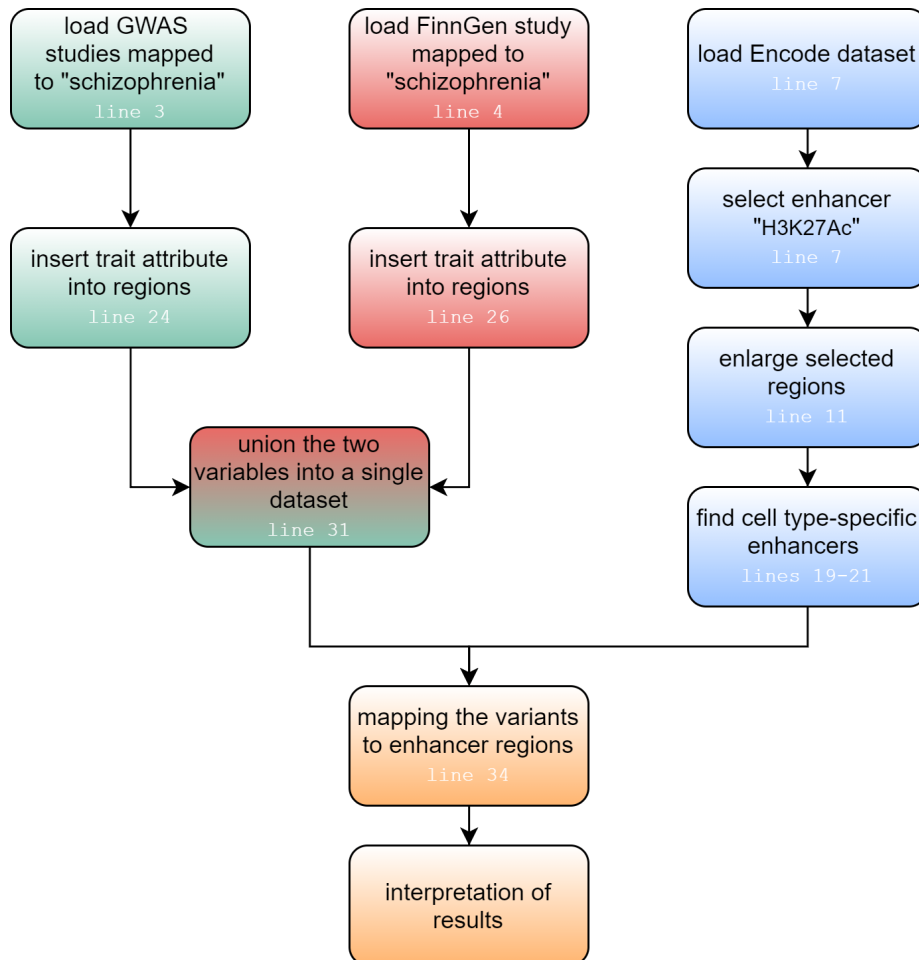 load GWAS
studies mapped
to "schizophrenia"
line 3
load FinnGen study
mapped to
"schizophrenia"
line 4
load Encode dataset
line 7
insert trait attribute
into regions
line 24
insert trait attribute
into regions
line 26
select enhancer
"H3K27Ac"
line 7
enlarge selected
regions
line 11
union the two
variables into a single
dataset
line 31
find cell type-specific
enhancers
lines 19-21
mapping the variants
to enhancer regions
line 34
interpretation of
results